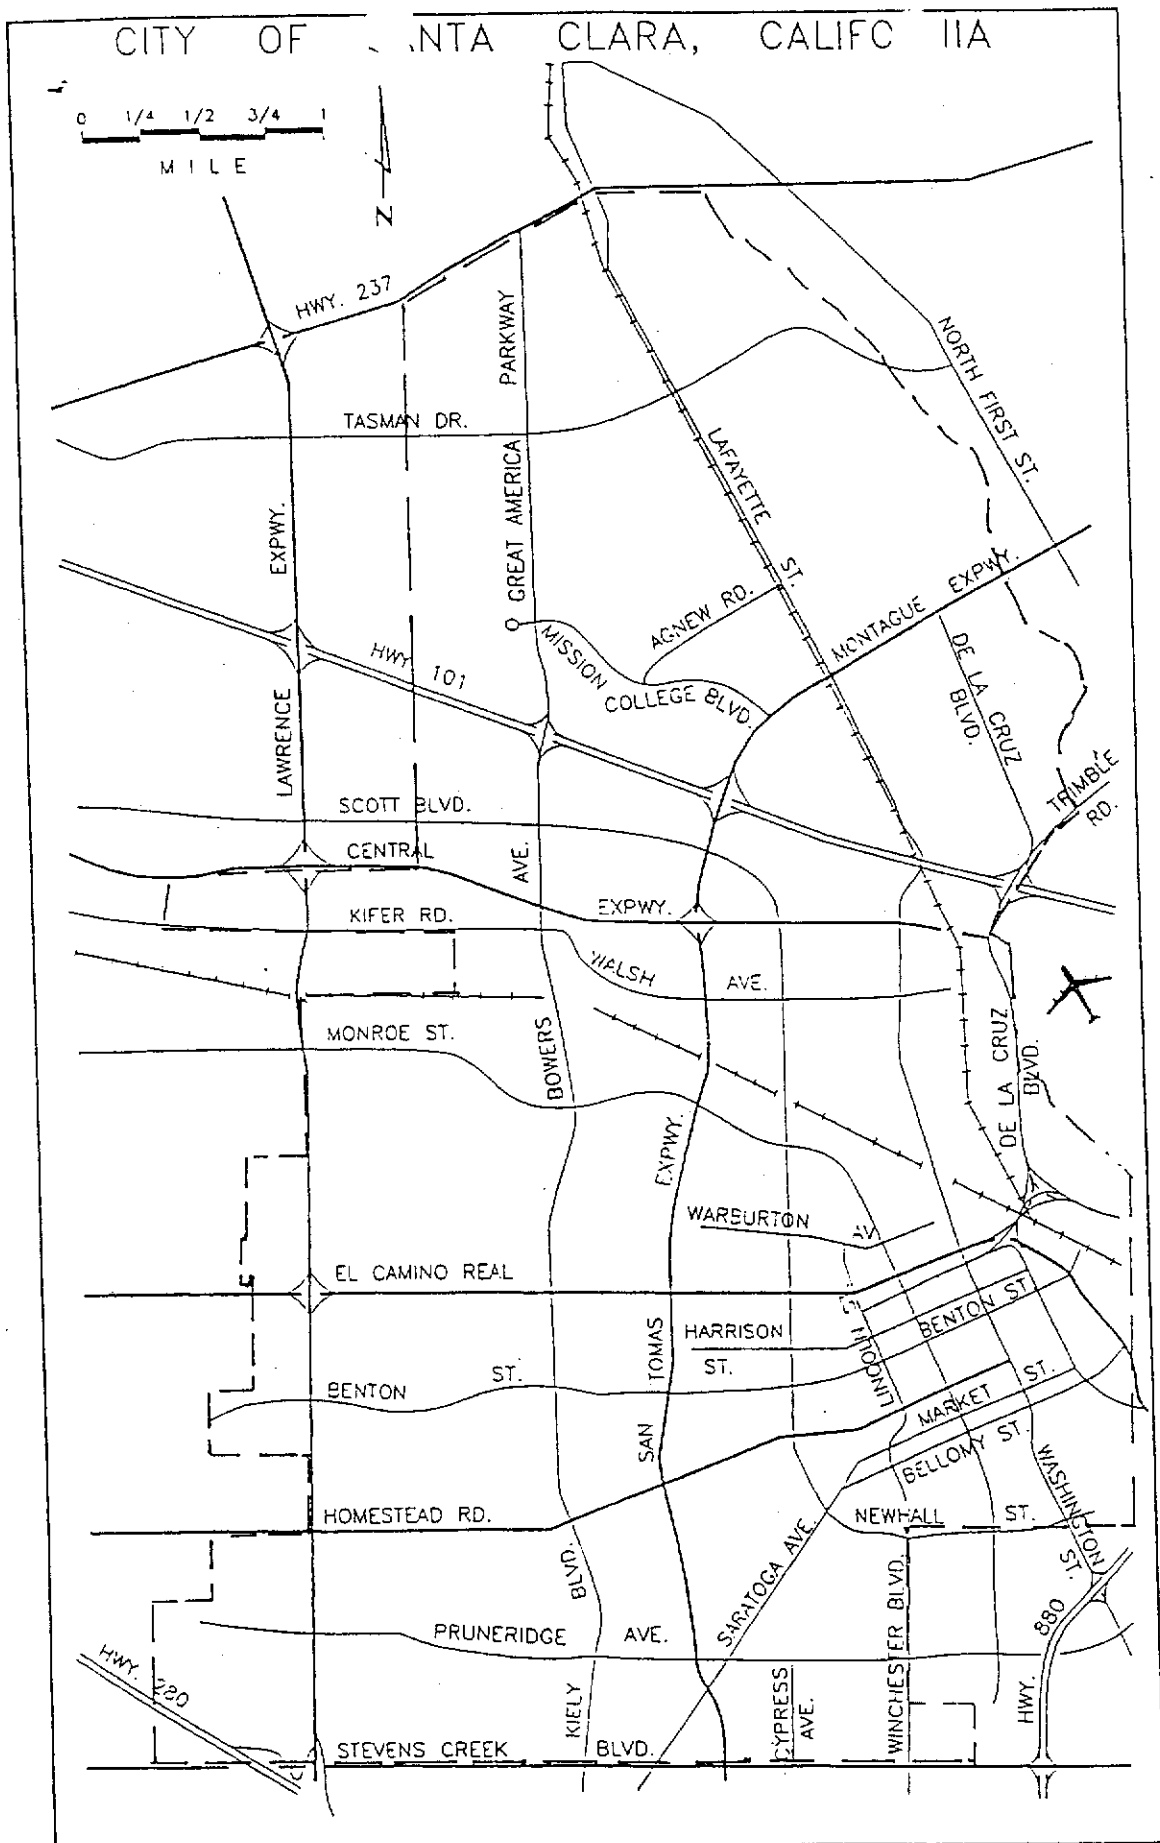 CITY OF NTA CLARA, CALIFC IIA
0 1/4 1/2 3/4 1
MILE
N
HWY. 237
PARKWAY
NORTH FIRST ST.
TASMAN DR.
LAFAYETTE ST.
GREAT AMERICA
EXPWY.
AGNEW RD.
MONTAGUE EXPWY.
MISSION
COLLEGE BLVD.
HWY 101
DE LA CRUZ
BLVD.
LAWRENCE
TRIMBLE
RD.
SCOTT BLVD.
CENTRAL
AVE.
EXPWY.
KIFER RD.
WALSH AVE.
MONROE ST.
BOWERS
DE LA CRUZ
BLVD.
EXPWY.
WARBURTON AV
EL CAMINO REAL
BENTON ST
HARRISON
ST.
LINCOLN ST
TOMAS
BENTON ST.
MARKET ST.
SAN
BELLOMY ST.
WASHINGTON
ST.
HOMESTEAD RD.
NEWHALL ST.
BLVD.
SARATOGA AVE.
WINCHESTER BLVD.
PRUNERIDGE AVE.
880
HWY. 280
KIELY
CYPRESS
AVE.
HWY.
STEVENS CREEK BLVD.